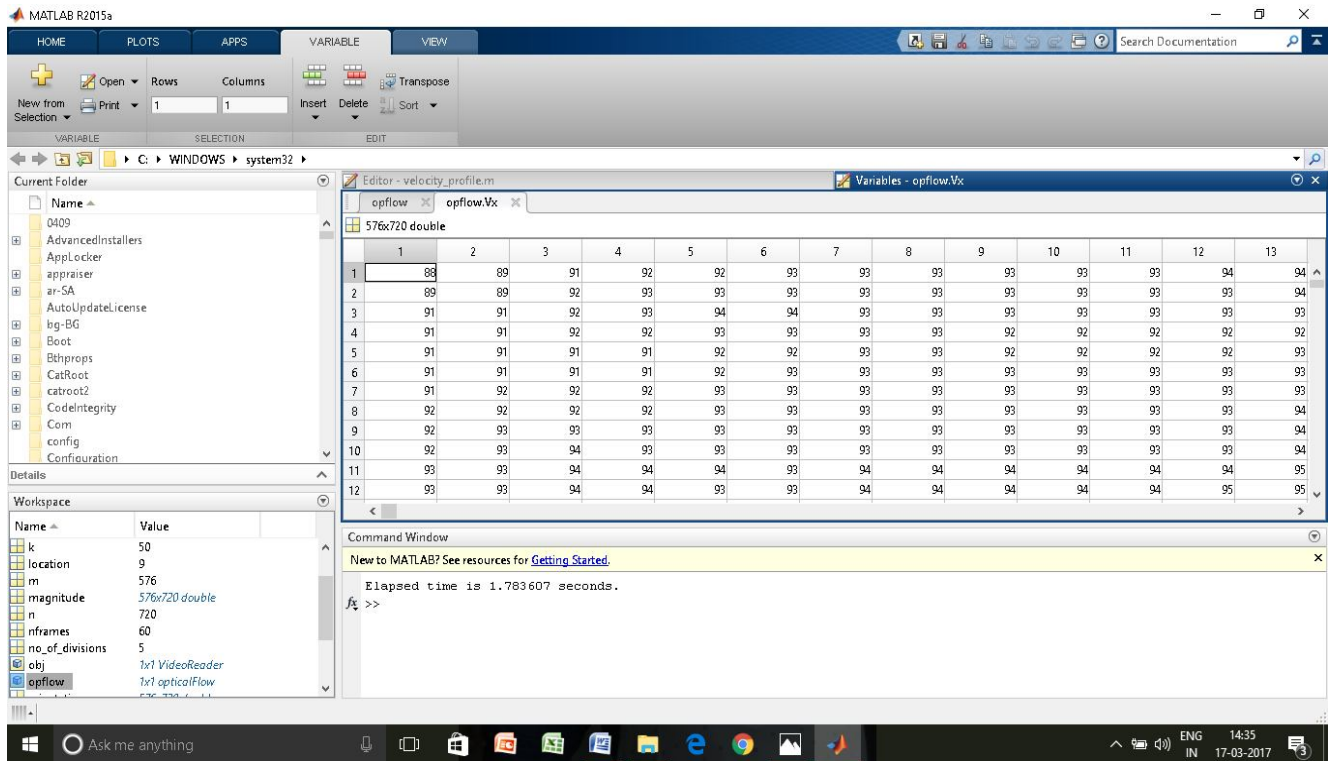 MATLAB R2015a
HOME PLOTS APPS VARIABLE VIEW Search Documentation
New from Selection Open Print Rows Columns Insert Delete Transpose Sort
1 1
VARIABLE SELECTION EDIT
C: WINDOWS system32
Current Folder
Name
0409
AdvancedInstallers
AppLocker
appraiser
ar-SA
AutoUpdateLicense
bg-BG
Boot
Bthprops
CatRoot
catroot2
CodeIntegrity
Com
config
Configuration
Details
Workspace
Name Value
k 50
location 9
m 576
magnitude 576x720 double
n 720
nframes 60
no_of_divisions 5
obj 1x1 VideoReader
opflow 1x1 opticalFlow
Editor - velocity_profile.m Variables - opflow.Vx
opflow opflow.Vx
576x720 double
1 2 3 4 5 6 7 8 9 10 11 12 13
1 88 89 91 92 92 93 93 93 93 93 93 94 94
2 89 89 92 93 93 93 93 93 93 93 93 93 94
3 91 91 92 93 94 94 93 93 93 93 93 93 93
4 91 91 92 92 93 93 93 93 92 92 92 92 92
5 91 91 91 91 92 92 93 93 92 92 92 92 93
6 91 91 91 91 92 93 93 93 93 93 93 93 93
7 91 92 92 92 93 93 93 93 93 93 93 93 93
8 92 92 92 92 93 93 93 93 93 93 93 93 94
9 92 93 93 93 93 93 93 93 93 93 93 93 94
10 92 93 94 93 93 93 93 93 93 93 93 93 94
11 93 93 94 94 94 93 94 94 94 94 94 94 95
12 93 93 94 94 93 93 94 94 94 94 94 95 95
Command Window
New to MATLAB? See resources for Getting Started.
Elapsed time is 1.783607 seconds.
fx >>
Ask me anything
ENG
IN
14:35
17-03-2017
3